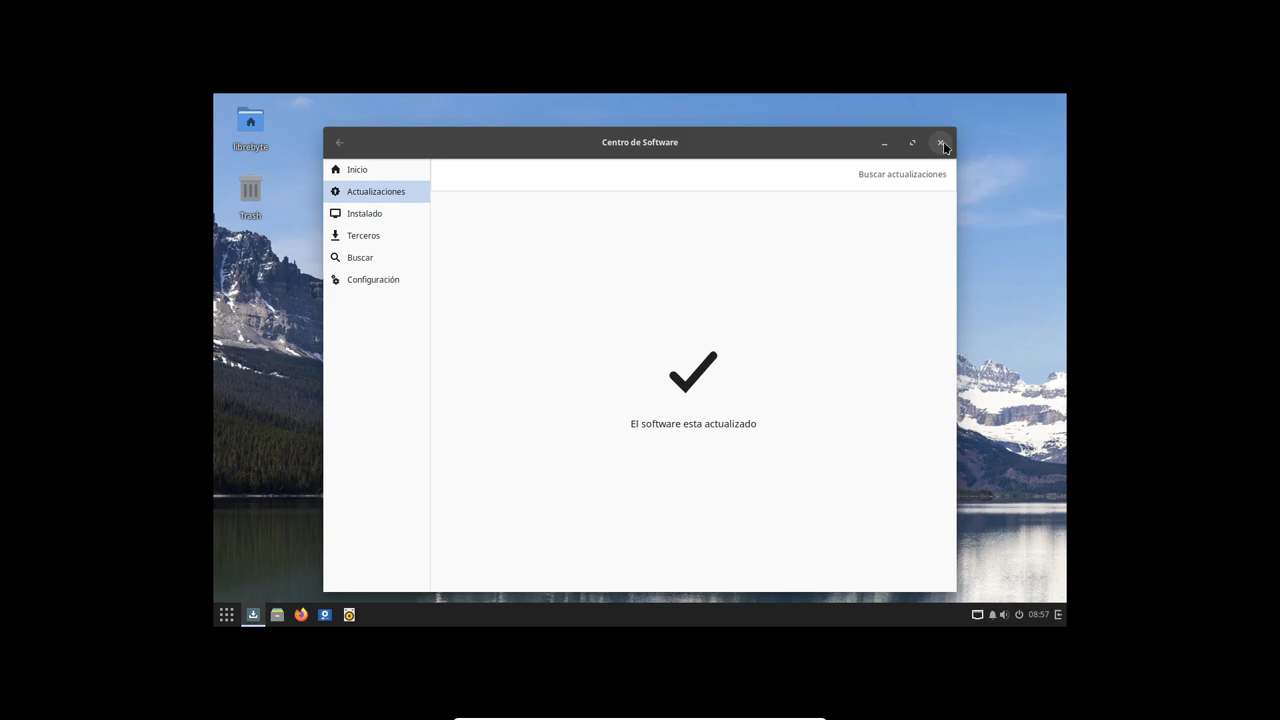 librebyte
Trash
Centro de Software
Inicio
Actualizaciones
Instalado
Terceros
Buscar
Configuración
Buscar actualizaciones
El software esta actualizado
08:57